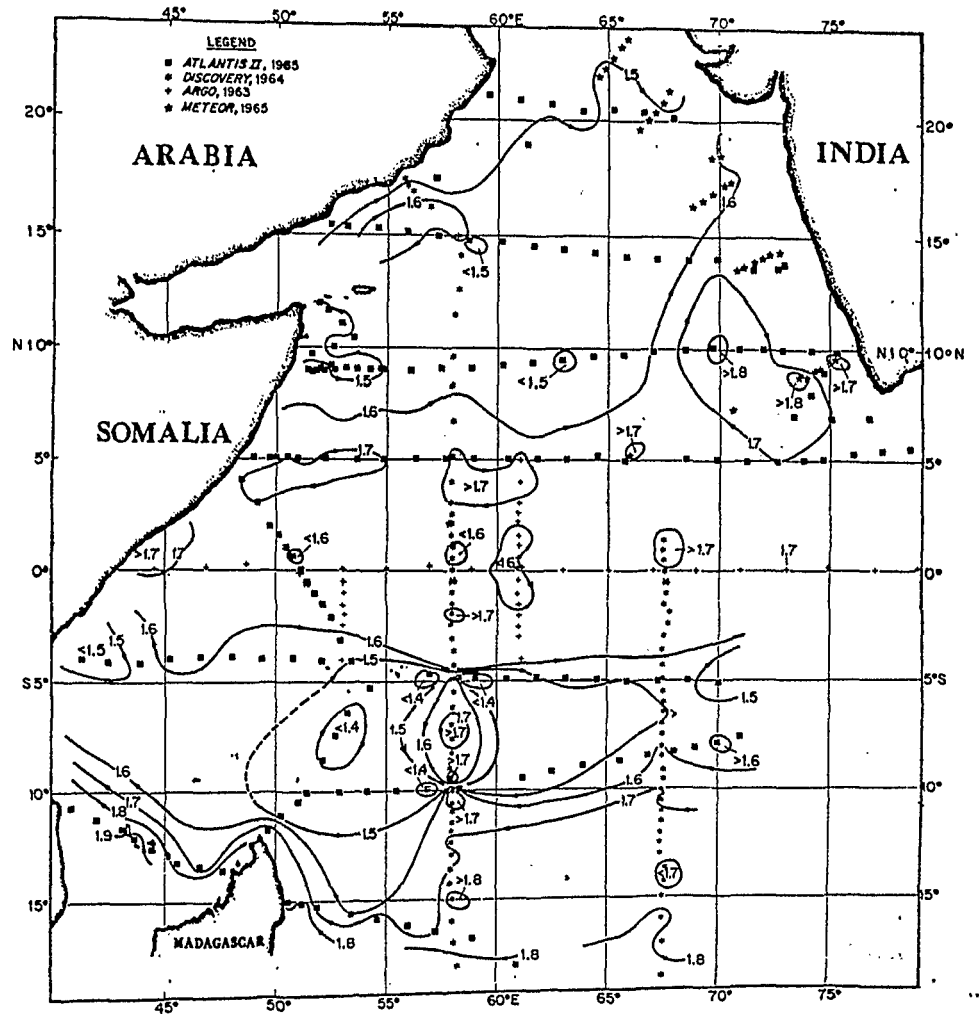 45° 50° 55° 60°E 65° 70° 75°
LEGEND
■ ATLANTIS II, 1965
* DISCOVERY, 1964
+ ARGO, 1963
★ METEOR, 1965
1.5
20° 20°
ARABIA INDIA
1.6 1.6
15° 15°
<1.5
N 10° N 10° 10°N
<1.5 >1.8 >1.7
1.5 >1.8
1.6
SOMALIA 1.7 >1.7 1.7
5° 5°
>1.7
<1.6 <1.6
>1.7 1.7 <.6 >1.7 1.7
0° 0°
>1.7
1.6 1.6 1.6
<1.5 1.5 1.5
S 5° 5°S
<1.4 <1.4 1.5
<1.4 1.5 1.6 1.7 >1.7
>1.7 >1.6
1.6 <1.4 1.6
10° 10°
1.7 1.7
1.8 >1.7
1.9 1.5
<1.7
>1.8
15° 15°
MADAGASCAR 1.8 1.8 1.8
45° 50° 55° 60°E 65° 70° 75°